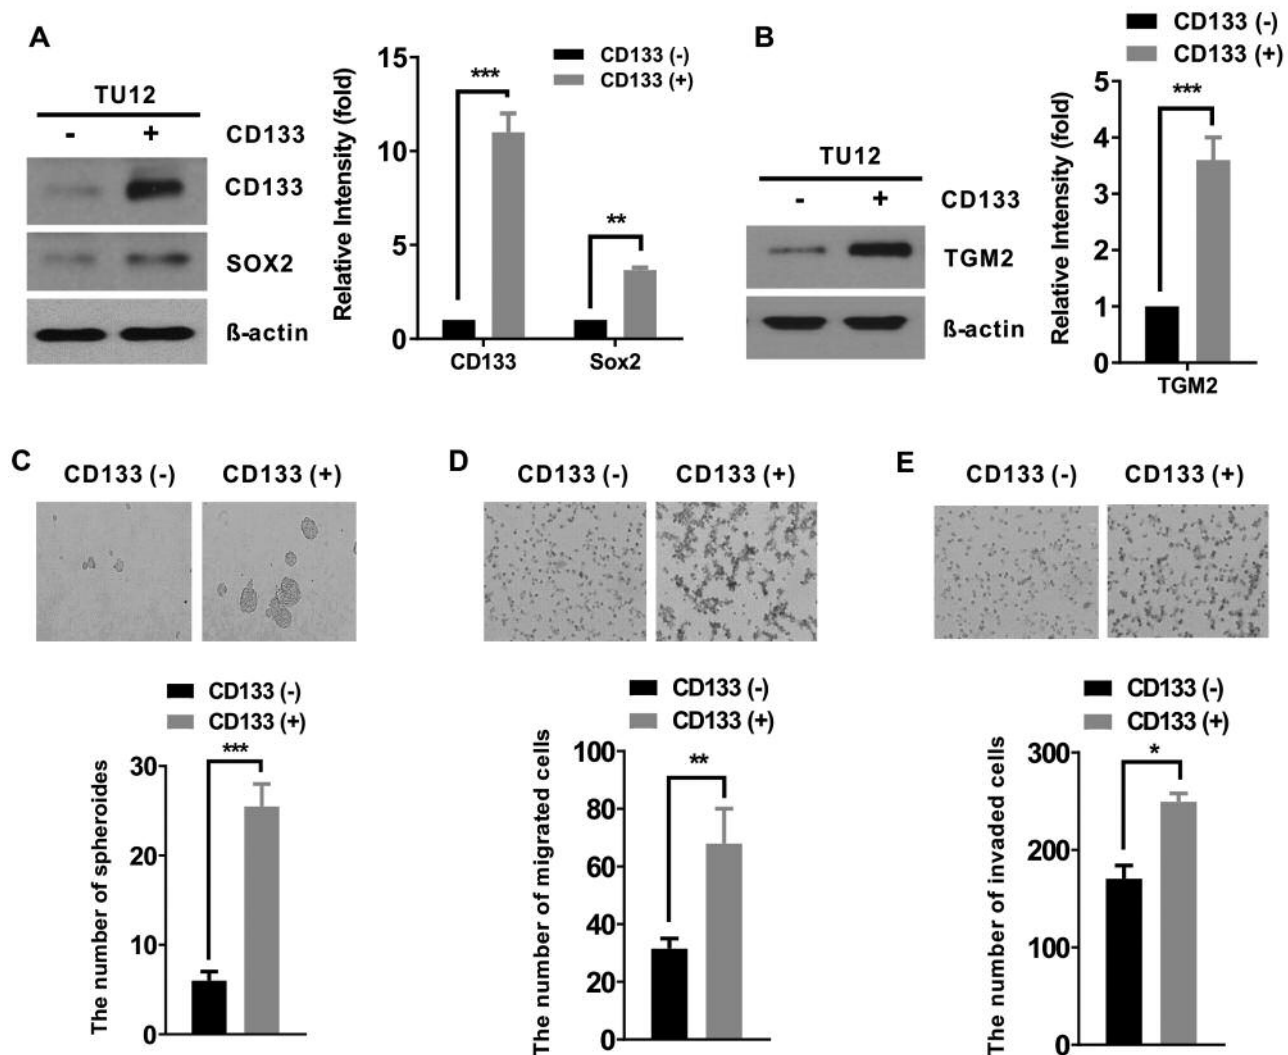 A
TU12
- + CD133
CD133
SOX2
ß-actin
Relative Intensity (fold)
15
10
5
0
CD133 (-)
CD133 (+)
***
**
CD133 Sox2
B
TU12
- + CD133
TGM2
ß-actin
CD133 (-)
CD133 (+)
Relative Intensity (fold)
5
4
3
2
1
0
***
TGM2
C
CD133 (-) CD133 (+)
CD133 (-)
CD133 (+)
The number of spheroides
30
20
10
0
***
D
CD133 (-) CD133 (+)
CD133 (-)
CD133 (+)
The number of migrated cells
100
80
60
40
20
0
**
E
CD133 (-) CD133 (+)
CD133 (-)
CD133 (+)
The number of invaded cells
300
200
100
0
*